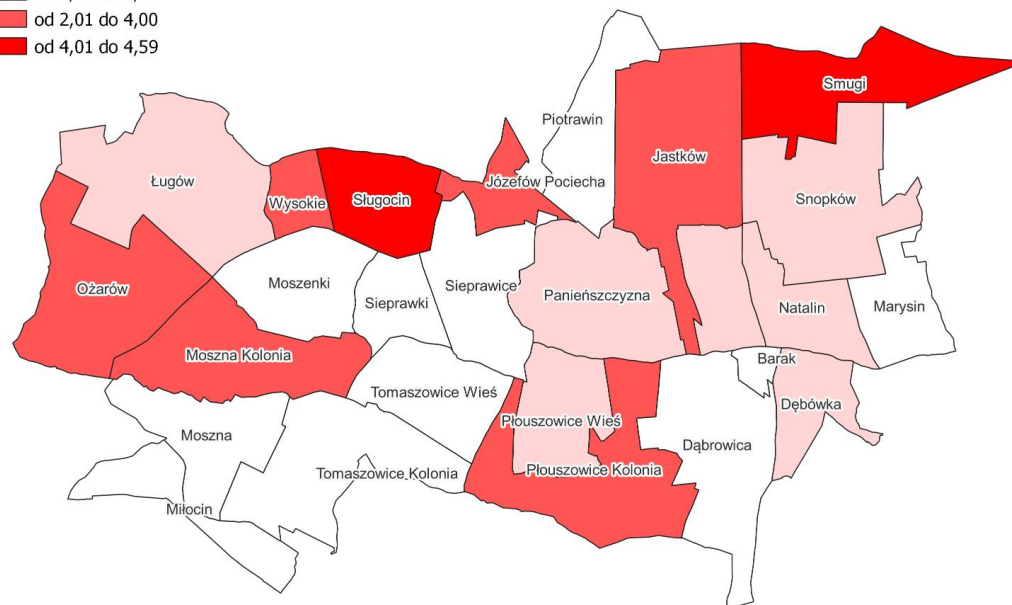 od 2,01 do 4,00
od 4,01 do 4,59
Smugi
Piotrawin
Jastków
Ługów
Józefów Pociecha
Wysokie
Sługocin
Snopków
Moszenki
Ożarów
Sieprawki
Sieprawice
Panieńszczyzna
Natalin
Marysin
Moszna Kolonia
Barak
Tomaszowice Wieś
Dębówka
Płouszowice Wieś
Moszna
Dąbrowica
Tomaszowice Kolonia
Płouszowice Kolonia
Miłocin